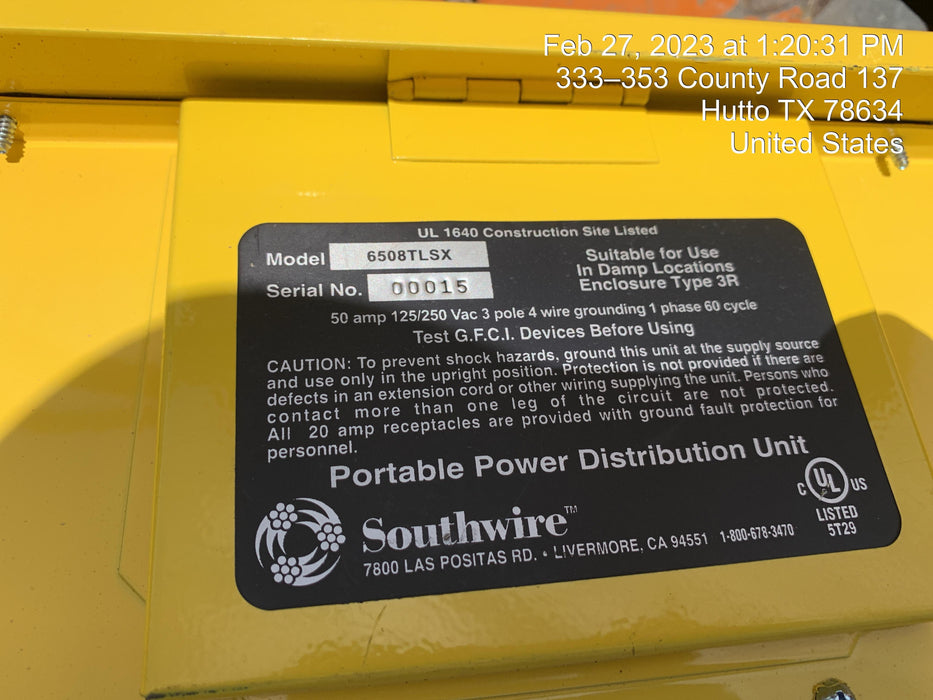 Feb 27, 2023 at 1:20:31 PM
333–353 County Road 137
Hutto TX 78634
United States
UL 1640 Construction Site Listed
Model 6508TLSX
Serial No. 00015
Suitable for Use
In Damp Locations
Enclosure Type 3R
50 amp 125/250 Vac 3 pole 4 wire grounding 1 phase 60 cycle
Test G.F.C.I. Devices Before Using
CAUTION: To prevent shock hazards, ground this unit at the supply source
and use only in the upright position. Protection is not provided if there are
defects in an extension cord or other wiring supplying the unit. Persons who
contact more than one leg of the circuit are not protected.
All 20 amp receptacles are provided with ground fault protection for
personnel.
Portable Power Distribution Unit
Southwire™
7800 LAS POSITAS RD. • LIVERMORE, CA 94551 1-800-678-3470
C UL US
LISTED
5T29